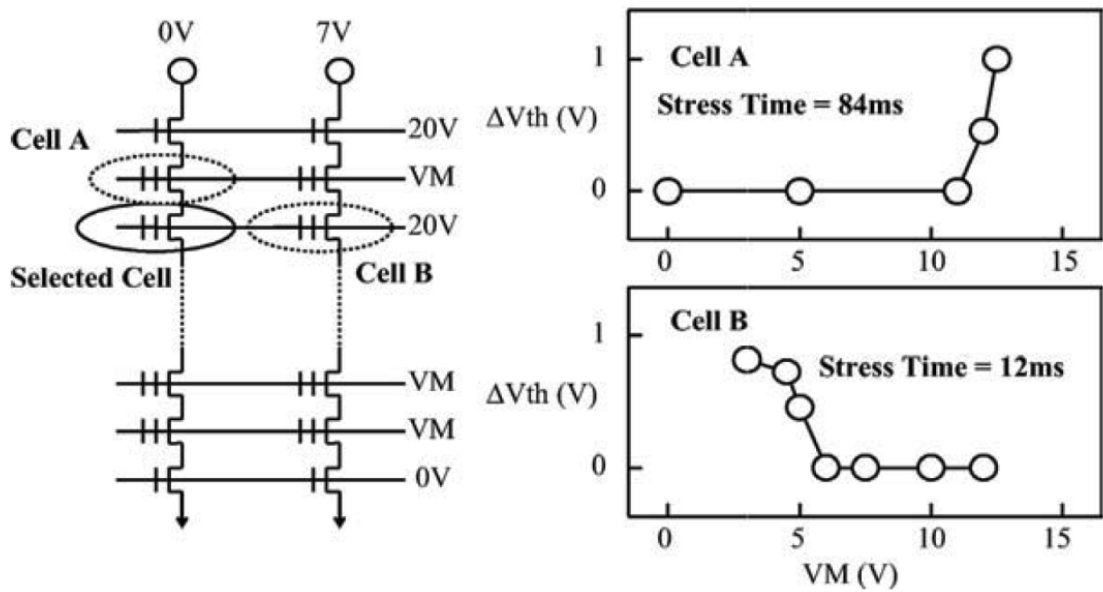 0V 7V
20V
Cell A
VM
20V
Selected Cell
Cell B
VM
VM
0V
1
Cell A
Stress Time = 84ms
ΔVth (V)
0
0 5 10 15
1
Cell B
Stress Time = 12ms
ΔVth (V)
0
0 5 10 15
VM (V)